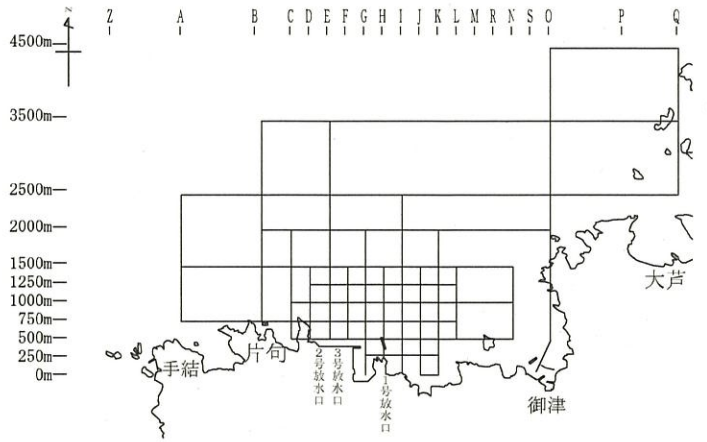 N
Z A B C D E F G H I J K L M R N S O P Q
4500m
3500m
2500m
2000m
1500m
1250m
1000m
750m
500m
250m
0m
大芦
手結
片句
2号放水口
3号放水口
1号放水口
御津